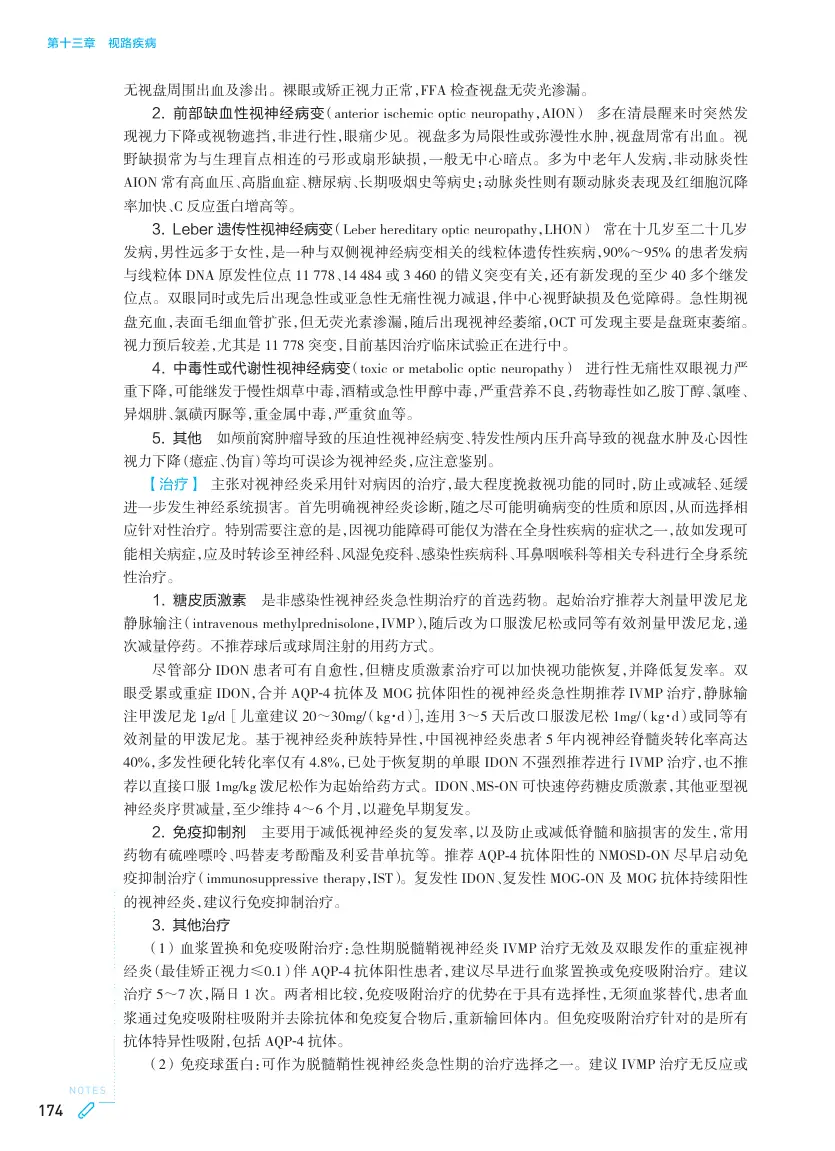 第十三章　视路疾病
无视盘周围出血及渗出。裸眼或矫正视力正常,FFA 检查视盘无荧光渗漏。
2. 前部缺血性视神经病变（anterior ischemic optic neuropathy,AION）　多在清晨醒来时突然发
现视力下降或视物遮挡,非进行性,眼痛少见。视盘多为局限性或弥漫性水肿,视盘周常有出血。视
野缺损常为与生理盲点相连的弓形或扇形缺损,一般无中心暗点。多为中老年人发病,非动脉炎性
AION 常有高血压、高脂血症、糖尿病、长期吸烟史等病史;动脉炎性则有颞动脉炎表现及红细胞沉降
率加快、C 反应蛋白增高等。
3. Leber 遗传性视神经病变（Leber hereditary optic neuropathy,LHON）　常在十几岁至二十几岁
发病,男性远多于女性,是一种与双侧视神经病变相关的线粒体遗传性疾病,90%～95% 的患者发病
与线粒体 DNA 原发性位点 11 778、14 484 或 3 460 的错义突变有关,还有新发现的至少 40 多个继发
位点。双眼同时或先后出现急性或亚急性无痛性视力减退,伴中心视野缺损及色觉障碍。急性期视
盘充血,表面毛细血管扩张,但无荧光素渗漏,随后出现视神经萎缩,OCT 可发现主要是盘斑束萎缩。
视力预后较差,尤其是 11 778 突变,目前基因治疗临床试验正在进行中。
4. 中毒性或代谢性视神经病变（toxic or metabolic optic neuropathy）　进行性无痛性双眼视力严
重下降,可能继发于慢性烟草中毒,酒精或急性甲醇中毒,严重营养不良,药物毒性如乙胺丁醇、氯喹、
异烟肼、氯磺丙脲等,重金属中毒,严重贫血等。
5. 其他　如颅前窝肿瘤导致的压迫性视神经病变、特发性颅内压升高导致的视盘水肿及心因性
视力下降(癔症、伪盲)等均可误诊为视神经炎,应注意鉴别。
【治疗】 主张对视神经炎采用针对病因的治疗,最大程度挽救视功能的同时,防止或减轻、延缓
进一步发生神经系统损害。首先明确视神经炎诊断,随之尽可能明确病变的性质和原因,从而选择相
应针对性治疗。特别需要注意的是,因视功能障碍可能仅为潜在全身性疾病的症状之一,故如发现可
能相关病症,应及时转诊至神经科、风湿免疫科、感染性疾病科、耳鼻咽喉科等相关专科进行全身系统
性治疗。
1. 糖皮质激素　是非感染性视神经炎急性期治疗的首选药物。起始治疗推荐大剂量甲泼尼龙
静脉输注（intravenous methylprednisolone,IVMP）,随后改为口服泼尼松或同等有效剂量甲泼尼龙,递
次减量停药。不推荐球后或球周注射的用药方式。
尽管部分 IDON 患者可有自愈性,但糖皮质激素治疗可以加快视功能恢复,并降低复发率。双
眼受累或重症 IDON,合并 AQP-4 抗体及 MOG 抗体阳性的视神经炎急性期推荐 IVMP 治疗,静脉输
注甲泼尼龙 1g/d［儿童建议 20～30mg/（kg·d）］,连用 3～5 天后改口服泼尼松 1mg/（kg·d）或同等有
效剂量的甲泼尼龙。基于视神经炎种族特异性,中国视神经炎患者 5 年内视神经脊髓炎转化率高达
40%,多发性硬化转化率仅有 4.8%,已处于恢复期的单眼 IDON 不强烈推荐进行 IVMP 治疗,也不推
荐以直接口服 1mg/kg 泼尼松作为起始给药方式。IDON、MS-ON 可快速停药糖皮质激素,其他亚型视
神经炎序贯减量,至少维持 4～6 个月,以避免早期复发。
2. 免疫抑制剂　主要用于减低视神经炎的复发率,以及防止或减低脊髓和脑损害的发生,常用
药物有硫唑嘌呤、吗替麦考酚酯及利妥昔单抗等。推荐 AQP-4 抗体阳性的 NMOSD-ON 尽早启动免
疫抑制治疗（immunosuppressive therapy,IST）。复发性 IDON、复发性 MOG-ON 及 MOG 抗体持续阳性
的视神经炎,建议行免疫抑制治疗。
3. 其他治疗
（1）血浆置换和免疫吸附治疗:急性期脱髓鞘视神经炎 IVMP 治疗无效及双眼发作的重症视神
经炎(最佳矫正视力≤0.1)伴 AQP-4 抗体阳性患者,建议尽早进行血浆置换或免疫吸附治疗。建议
治疗 5～7 次,隔日 1 次。两者相比较,免疫吸附治疗的优势在于具有选择性,无须血浆替代,患者血
浆通过免疫吸附柱吸附并去除抗体和免疫复合物后,重新输回体内。但免疫吸附治疗针对的是所有
抗体特异性吸附,包括 AQP-4 抗体。
（2）免疫球蛋白:可作为脱髓鞘性视神经炎急性期的治疗选择之一。建议 IVMP 治疗无反应或
NOTES
174